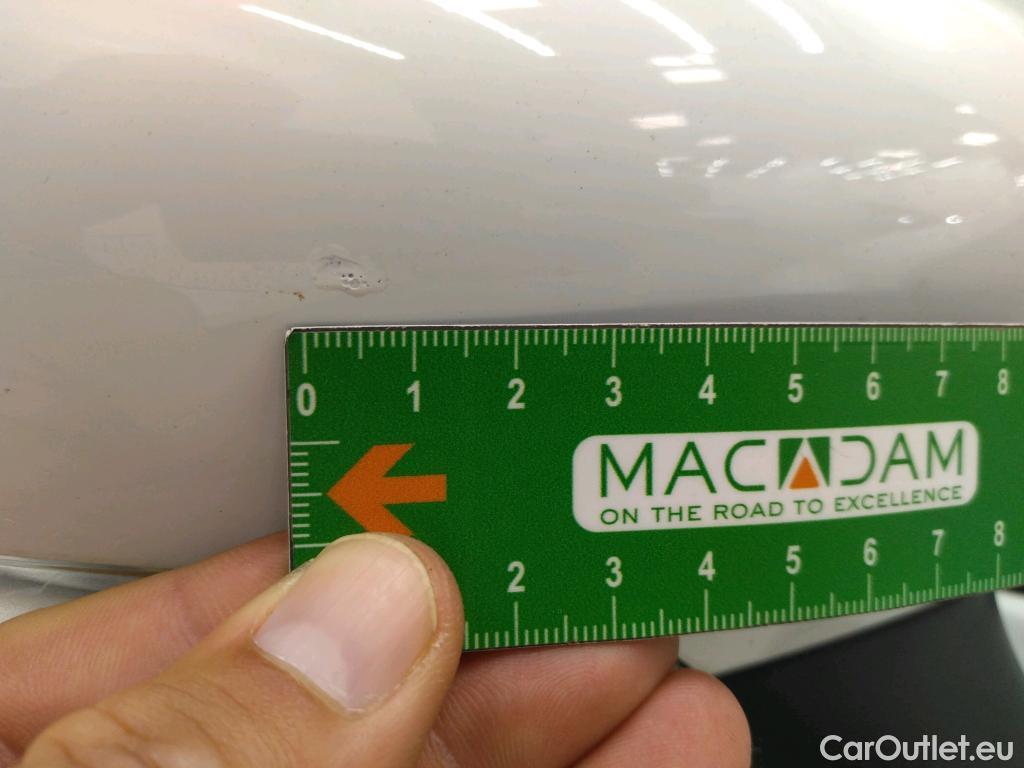 0 1 2 3 4 5 6 7 8
MACADAM
ON THE ROAD TO EXCELLENCE
2 3 4 5 6 7 8
CarOutlet.eu